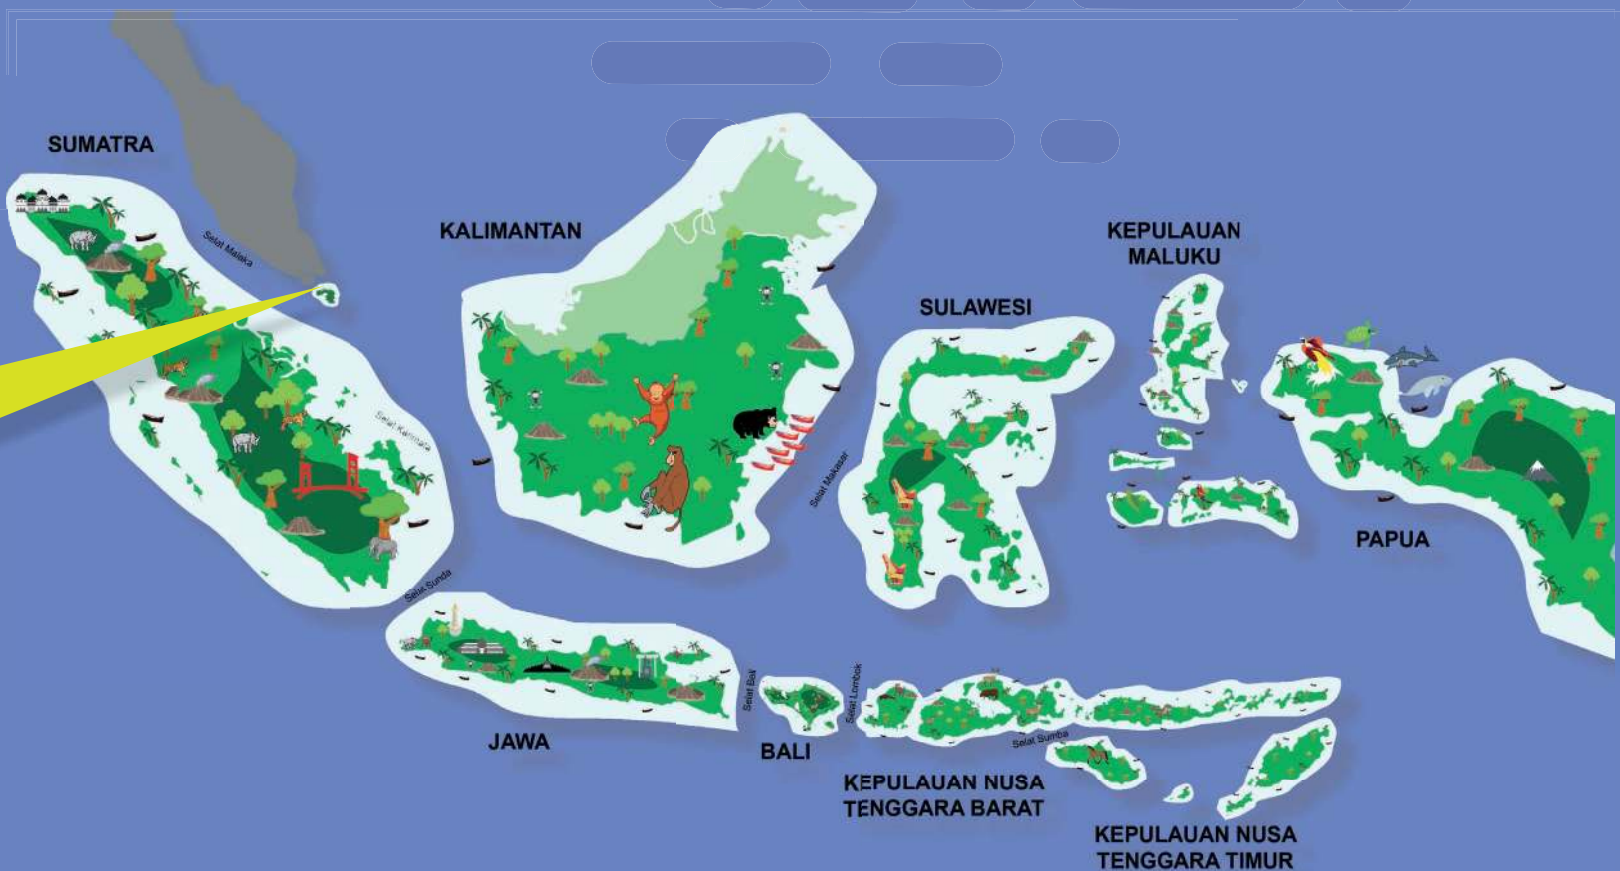 SUMATRA
Selat Malaka
KALIMANTAN
KEPULAUAN
MALUKU
SULAWESI
Selat Karimata
Selat Makasar
PAPUA
Selat Sunda
JAWA
Selat Bali
BALI
Selat Lombok
Selat Sumba
KEPULAUAN NUSA
TENGGARA BARAT
KEPULAUAN NUSA
TENGGARA TIMUR